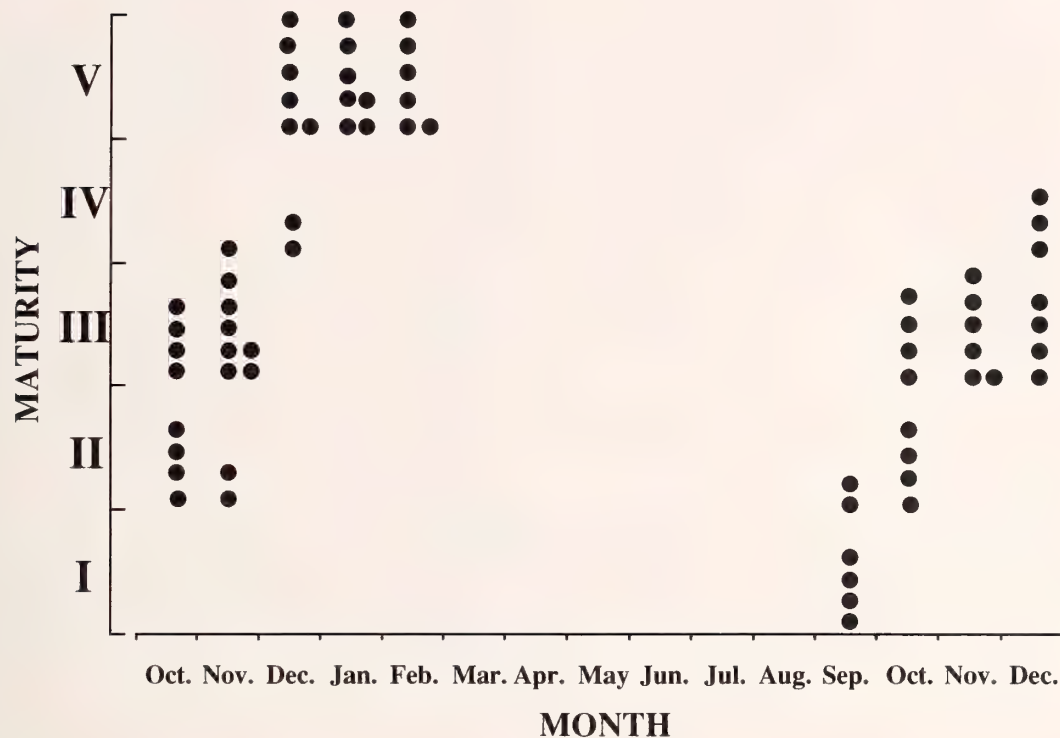 V
IV
III
II
I
MATURITY
Oct. Nov. Dec. Jan. Feb. Mar. Apr. May Jun. Jul. Aug. Sep. Oct. Nov. Dec.
MONTH